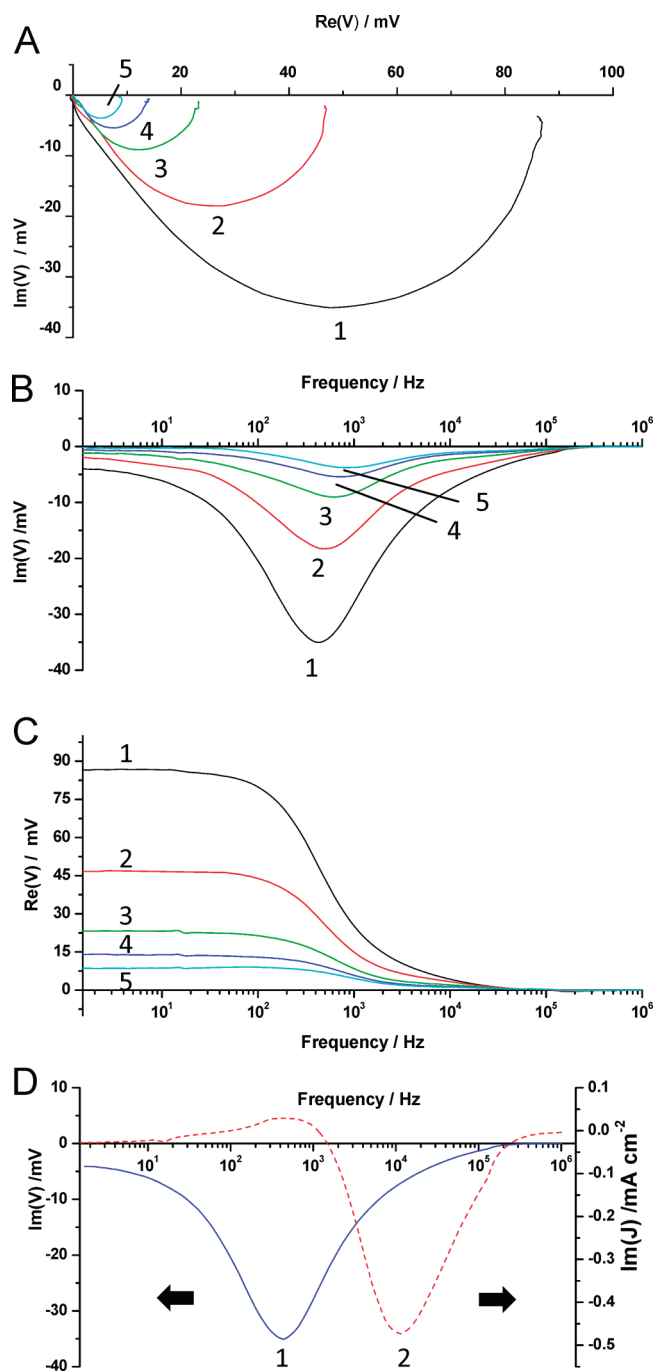 A
Re(V) / mV
0 20 40 60 80 100
0
-10
-20
-30
-40
Im(V) / mV
5
4
3
2
1
B
Frequency / Hz
10
0
-10
-20
-30
-40
Im(V) /mV
10¹ 10² 10³ 10⁴ 10⁵ 10⁶
5
3
4
2
1
C
90
75
60
45
30
15
0
Re(V) / mV
1
2
3
4
5
10¹ 10² 10³ 10⁴ 10⁵ 10⁶
Frequency / Hz
D
Frequency / Hz
10
0
-10
-20
-30
-40
Im(V) /mV
10¹ 10² 10³ 10⁴ 10⁵ 10⁶
0.1
0.0
-0.1
-0.2
-0.3
-0.4
-0.5
Im(J) /mA cm⁻²
1
2